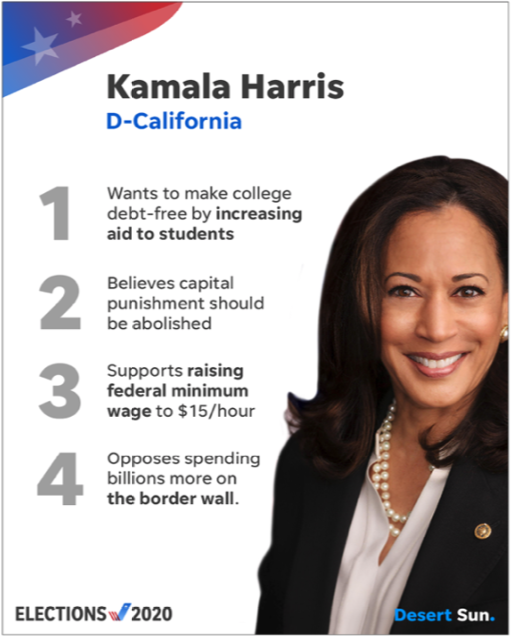 Kamala Harris
D-California
1
Wants to make college
debt-free by increasing
aid to students
2
Believes capital
punishment should
be abolished
3
Supports raising
federal minimum
wage to $15/hour
4
Opposes spending
billions more on
the border wall.
ELECTIONS 2020
Desert Sun.